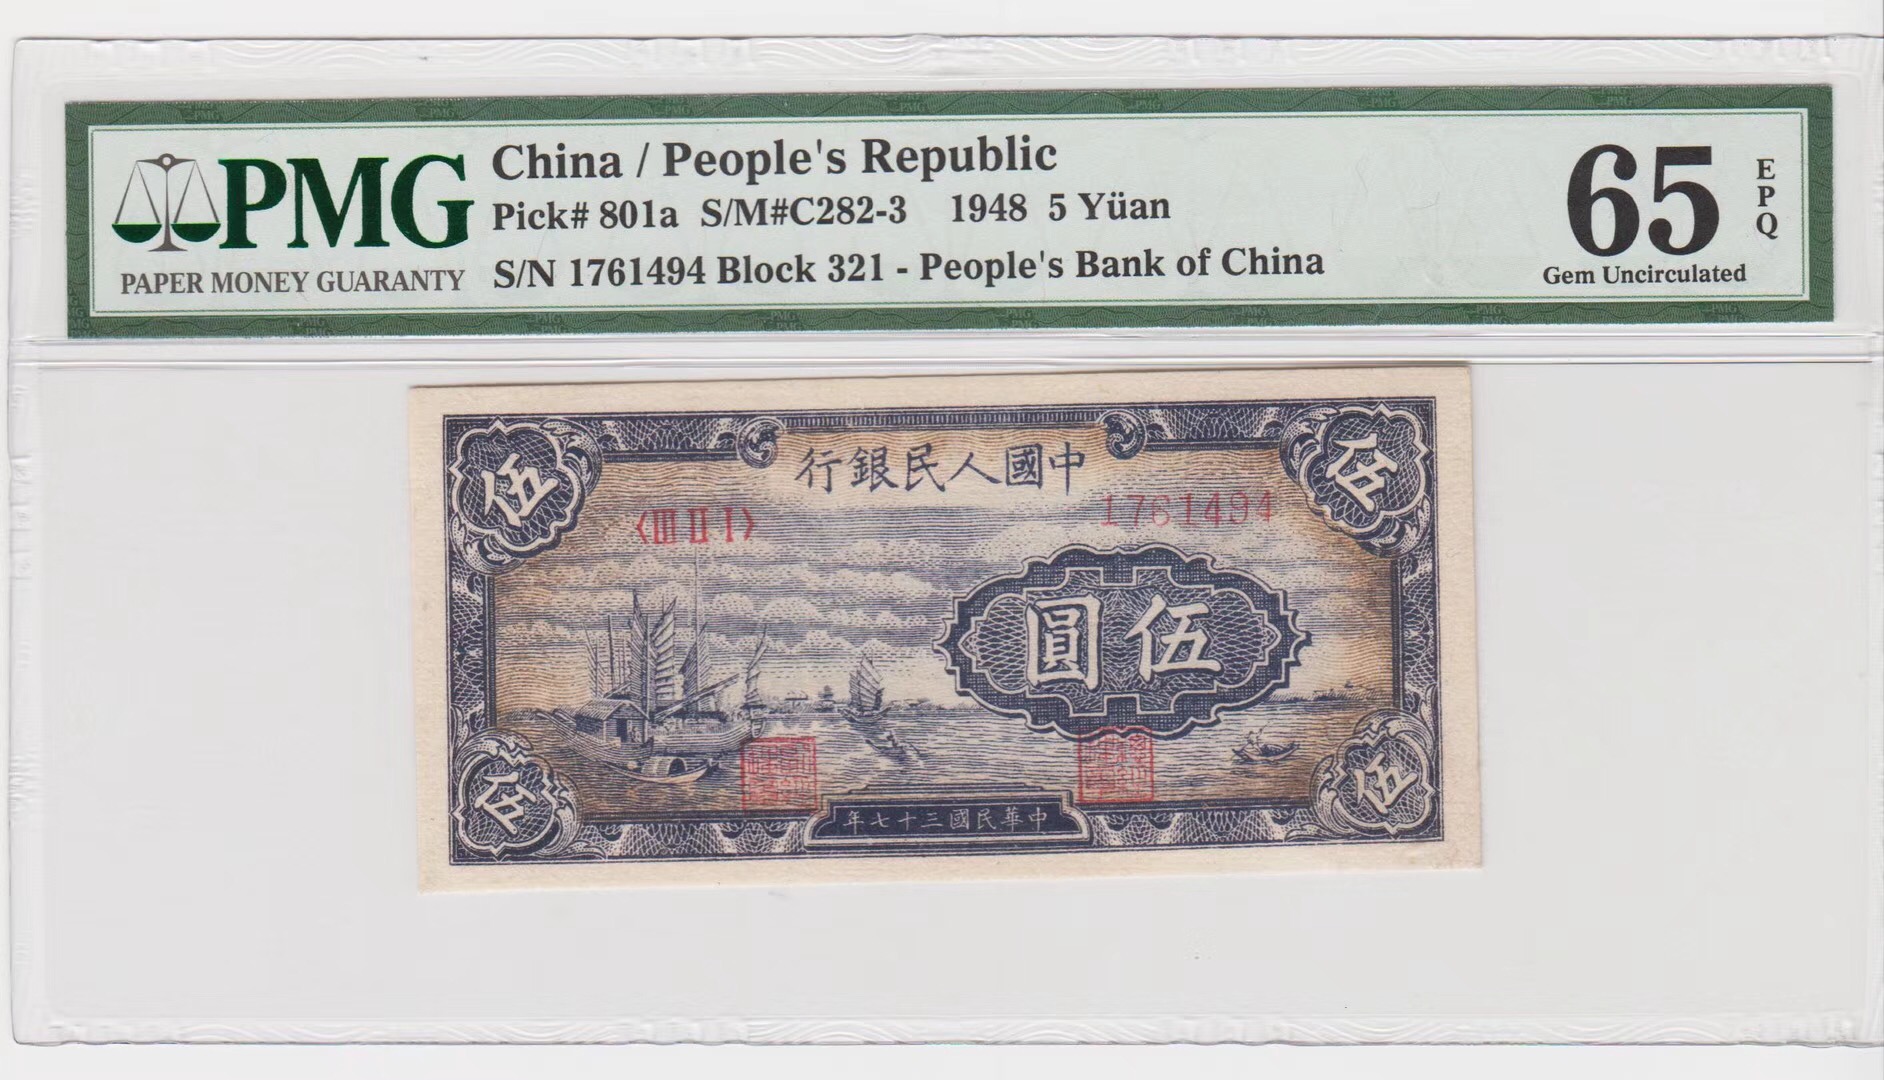 PMG
PAPER MONEY GUARANTY
China / People's Republic
Pick# 801a S/M#C282-3 1948 5 Yüan
S/N 1761494 Block 321 - People's Bank of China
65
EPQ
Gem Uncirculated
伍
伍
行銀民人國中
〈III II I〉
1761494
圓伍
伍
伍
年七十三國民華中